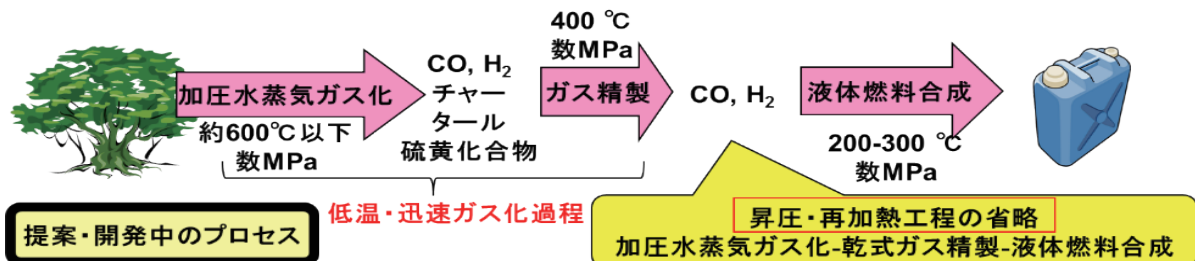 加圧水蒸気ガス化
約600℃以下
数MPa
CO, H₂
チャー
タール
硫黄化合物
400 ℃
数MPa
ガス精製
CO, H₂
液体燃料合成
200-300 ℃
数MPa
低温・迅速ガス化過程
提案・開発中のプロセス
昇圧・再加熱工程の省略
加圧水蒸気ガス化-乾式ガス精製-液体燃料合成